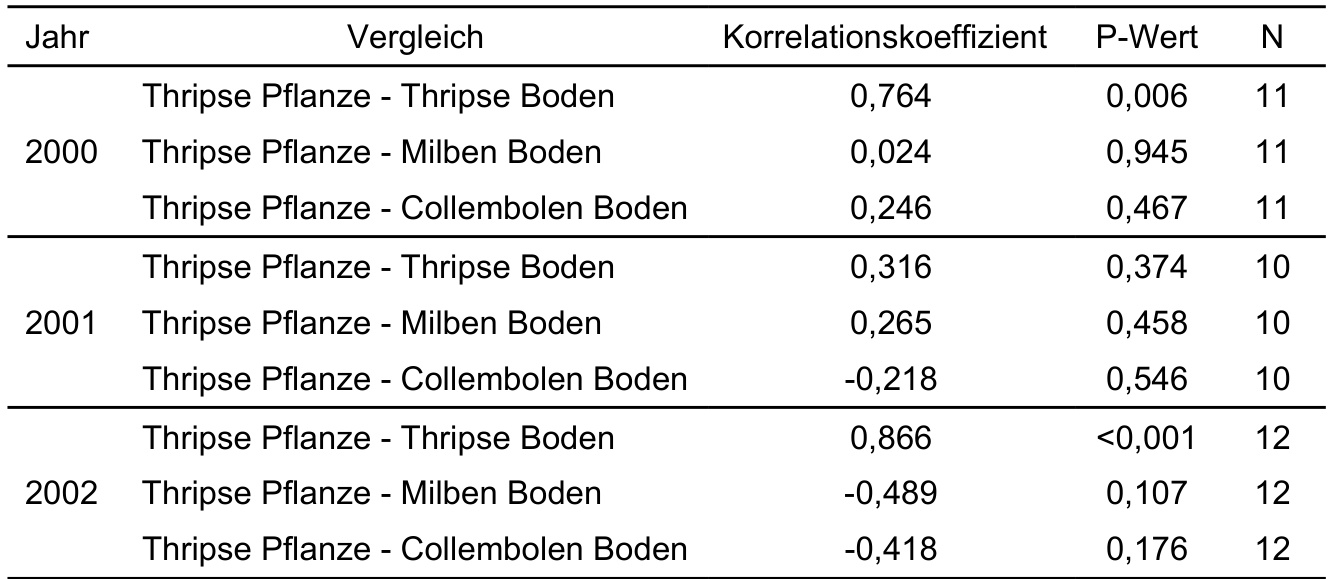 Jahr Vergleich Korrelationskoeffizient P-Wert N
Thripse Pflanze - Thripse Boden 0,764 0,006 11
2000 Thripse Pflanze - Milben Boden 0,024 0,945 11
Thripse Pflanze - Collembolen Boden 0,246 0,467 11
Thripse Pflanze - Thripse Boden 0,316 0,374 10
2001 Thripse Pflanze - Milben Boden 0,265 0,458 10
Thripse Pflanze - Collembolen Boden -0,218 0,546 10
Thripse Pflanze - Thripse Boden 0,866 <0,001 12
2002 Thripse Pflanze - Milben Boden -0,489 0,107 12
Thripse Pflanze - Collembolen Boden -0,418 0,176 12